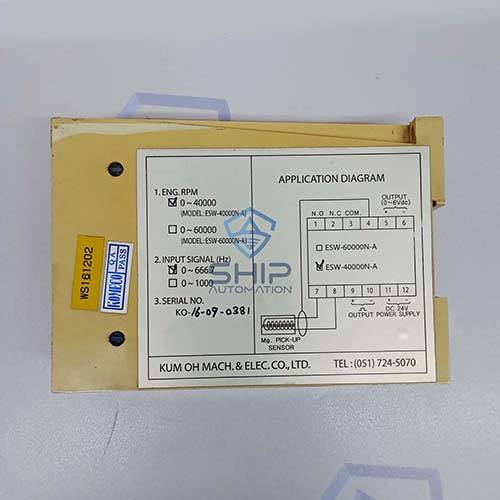 WS161202
KOMECO
Q A
PASS
1. ENG. RPM
0 ~ 40000
(MODEL: ESW-40000N-A)
0 ~ 60000
(MODEL: ESW-60000N-A)
2. INPUT SIGNAL (Hz)
0 ~ 666
0 ~ 1000
3. SERIAL NO.
KO-16-09-0381
APPLICATION DIAGRAM
OUTPUT
(0~6Vdc)
N.O N.C COM.
1 2 3 4 5 6
ESW-60000N-A
ESW-40000N-A
7 8 9 10 11 12
OUTPUT
DC 24V
POWER SUPPLY
Mg. PICK-UP
SENSOR
KUM OH MACH. & ELEC. CO., LTD.
TEL : (051) 724-5070
SHIP
AUTOMATION